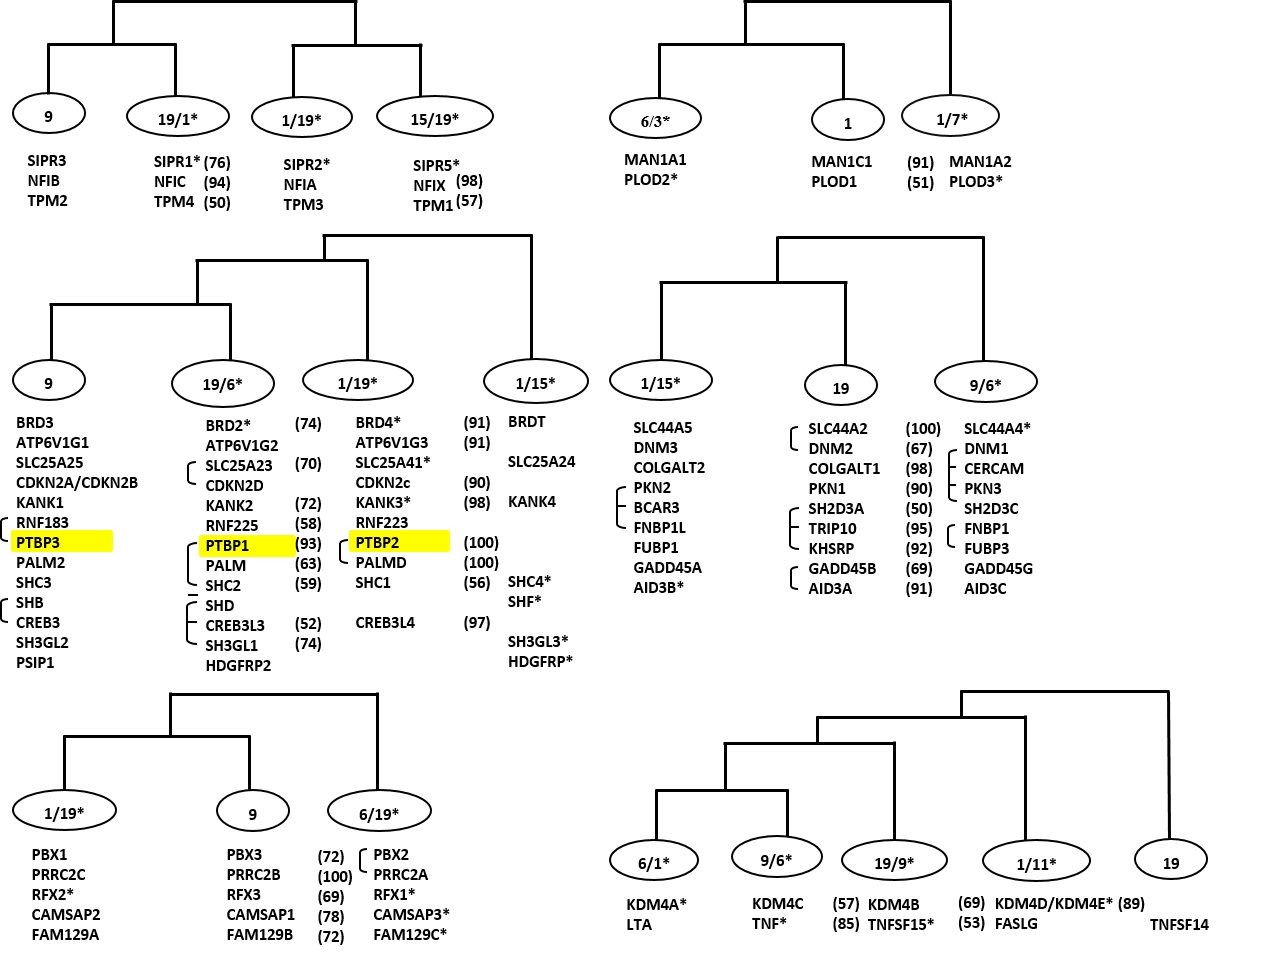 9 19/1* 1/19* 15/19*
SIPR3 SIPR1* (76) SIPR2* SIPR5*
NFIB NFIC (94) NFIA NFIX (98)
TPM2 TPM4 (50) TPM3 TPM1 (57)
6/3* 1 1/7*
MAN1A1 MAN1C1 (91) MAN1A2
PLOD2* PLOD1 (51) PLOD3*
9 19/6* 1/19* 1/15*
BRD3 BRD2* (74) BRD4* (91) BRDT
ATP6V1G1 ATP6V1G2 ATP6V1G3 (91)
SLC25A25 SLC25A23 (70) SLC25A41* SLC25A24
CDKN2A/CDKN2B CDKN2D CDKN2c (90)
KANK1 KANK2 (72) KANK3* (98) KANK4
RNF183 RNF225 (58) RNF223
PTBP3 PTBP1 (93) PTBP2 (100)
PALM2 PALM (63) PALMD (100)
SHC3 SHC2 (59) SHC1 (56) SHC4*
SHB SHD SHF*
CREB3 CREB3L3 (52) CREB3L4 (97)
SH3GL2 SH3GL1 (74) SH3GL3*
PSIP1 HDGFRP2 HDGFRP*
1/15* 19 9/6*
SLC44A5 SLC44A2 (100) SLC44A4*
DNM3 DNM2 (67) DNM1
COLGALT2 COLGALT1 (98) CERCAM
PKN2 PKN1 (90) PKN3
BCAR3 SH2D3A (50) SH2D3C
FNBP1L TRIP10 (95) FNBP1
FUBP1 KHSRP (92) FUBP3
GADD45A GADD45B (69) GADD45G
AID3B* AID3A (91) AID3C
1/19* 9 6/19*
PBX1 PBX3 (72) PBX2
PRRC2C PRRC2B (100) PRRC2A
RFX2* RFX3 (69) RFX1*
CAMSAP2 CAMSAP1 (78) CAMSAP3*
FAM129A FAM129B (72) FAM129C*
6/1* 9/6* 19/9* 1/11* 19
KDM4A* KDM4C (57) KDM4B (69) KDM4D/KDM4E* (89)
LTA TNF* (85) TNFSF15* (53) FASLG TNFSF14